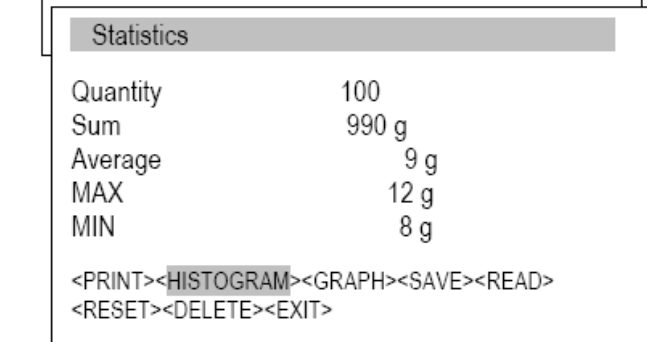 Statistics
Quantity 100
Sum 990 g
Average 9 g
MAX 12 g
MIN 8 g
<PRINT><HISTOGRAM><GRAPH><SAVE><READ>
<RESET><DELETE><EXIT>